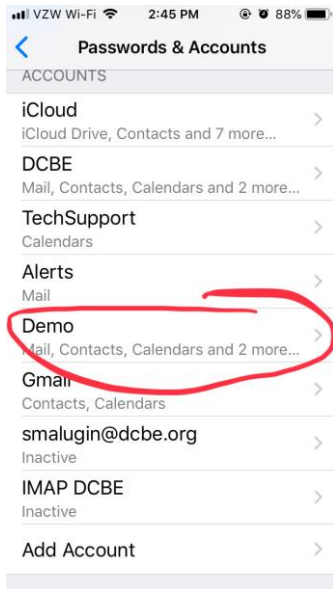 VZW Wi-Fi 2:45 PM 88%
Passwords & Accounts
ACCOUNTS
iCloud
iCloud Drive, Contacts and 7 more...
DCBE
Mail, Contacts, Calendars and 2 more...
TechSupport
Calendars
Alerts
Mail
Demo
Mail, Contacts, Calendars and 2 more...
Gmail
Contacts, Calendars
smalugin@dcbe.org
Inactive
IMAP DCBE
Inactive
Add Account